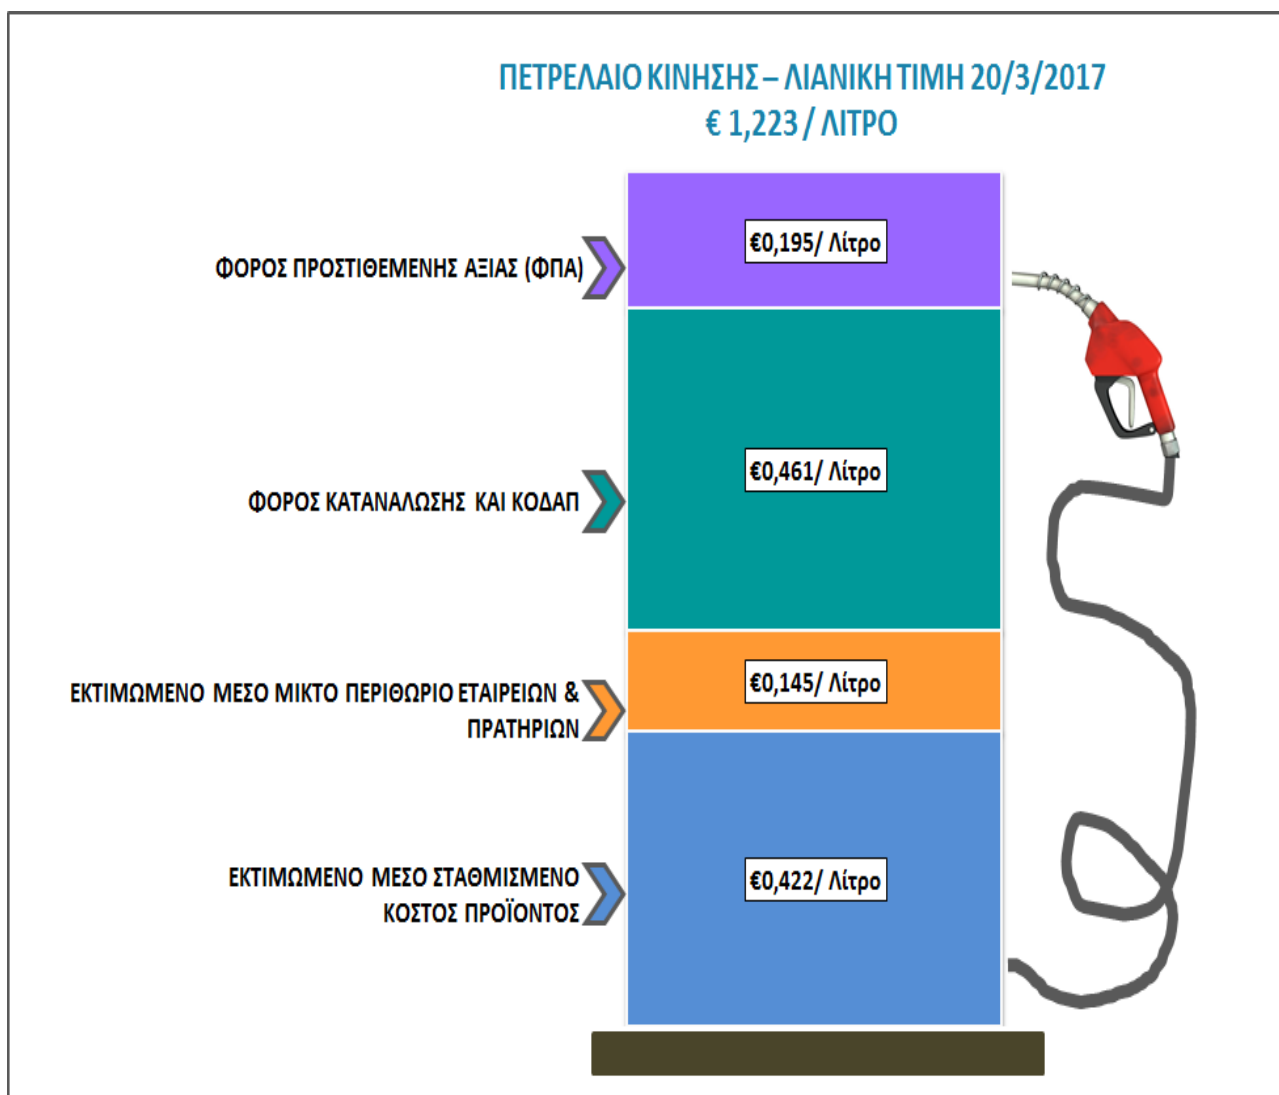 ΠΕΤΡΕΛΑΙΟ ΚΙΝΗΣΗΣ – ΛΙΑΝΙΚΗ ΤΙΜΗ 20/3/2017
€ 1,223 / ΛΙΤΡΟ
€0,195/ Λίτρο
ΦΟΡΟΣ ΠΡΟΣΤΙΘΕΜΕΝΗΣ ΑΞΙΑΣ (ΦΠΑ)
€0,461/ Λίτρο
ΦΟΡΟΣ ΚΑΤΑΝΑΛΩΣΗΣ ΚΑΙ ΚΟΔΑΠ
€0,145/ Λίτρο
ΕΚΤΙΜΩΜΕΝΟ ΜΕΣΟ ΜΙΚΤΟ ΠΕΡΙΘΩΡΙΟ ΕΤΑΙΡΕΙΩΝ &
ΠΡΑΤΗΡΙΩΝ
€0,422/ Λίτρο
ΕΚΤΙΜΩΜΕΝΟ ΜΕΣΟ ΣΤΑΘΜΙΣΜΕΝΟ
ΚΟΣΤΟΣ ΠΡΟΪΟΝΤΟΣ